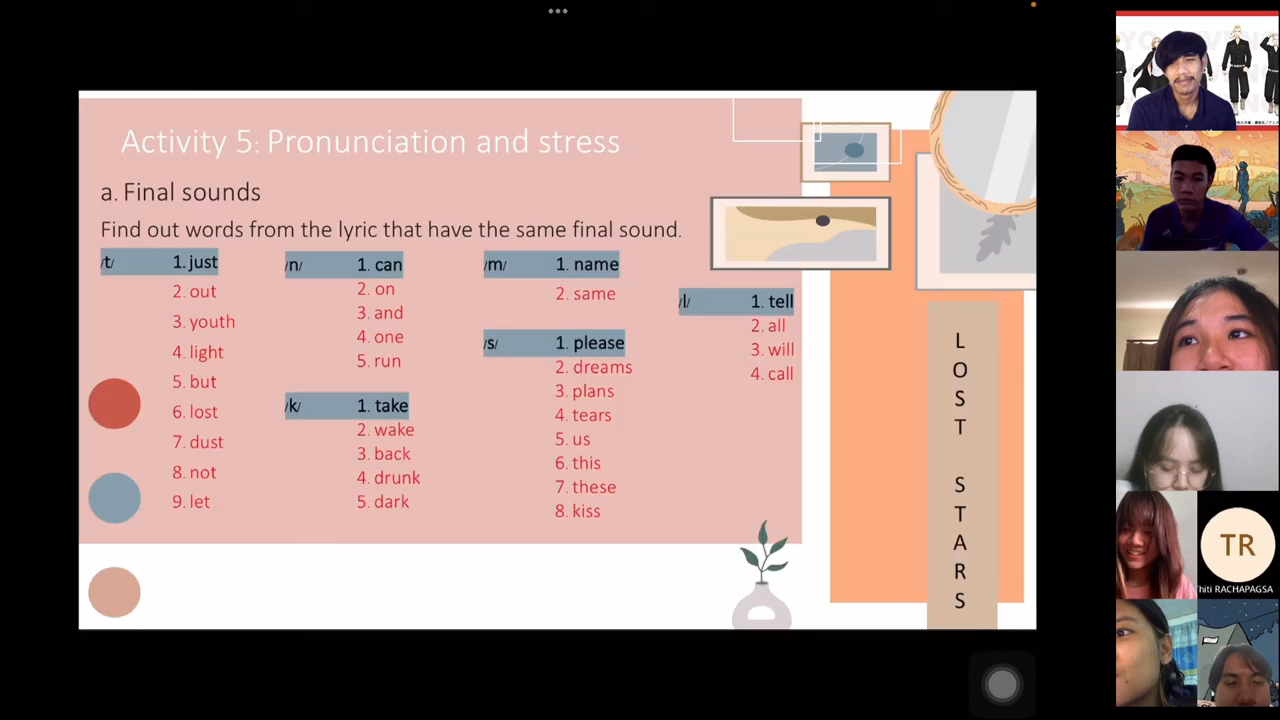 Activity 5: Pronunciation and stress
a. Final sounds
Find out words from the lyric that have the same final sound.
/t/ 1. just
2. out
3. youth
4. light
5. but
6. lost
7. dust
8. not
9. let
/n/ 1. can
2. on
3. and
4. one
5. run
/k/ 1. take
2. wake
3. back
4. drunk
5. dark
/m/ 1. name
2. same
/s/ 1. please
2. dreams
3. plans
4. tears
5. us
6. this
7. these
8. kiss
/l/ 1. tell
2. all
3. will
4. call
LOST STARS
TR
hiti RACHAPAGSA